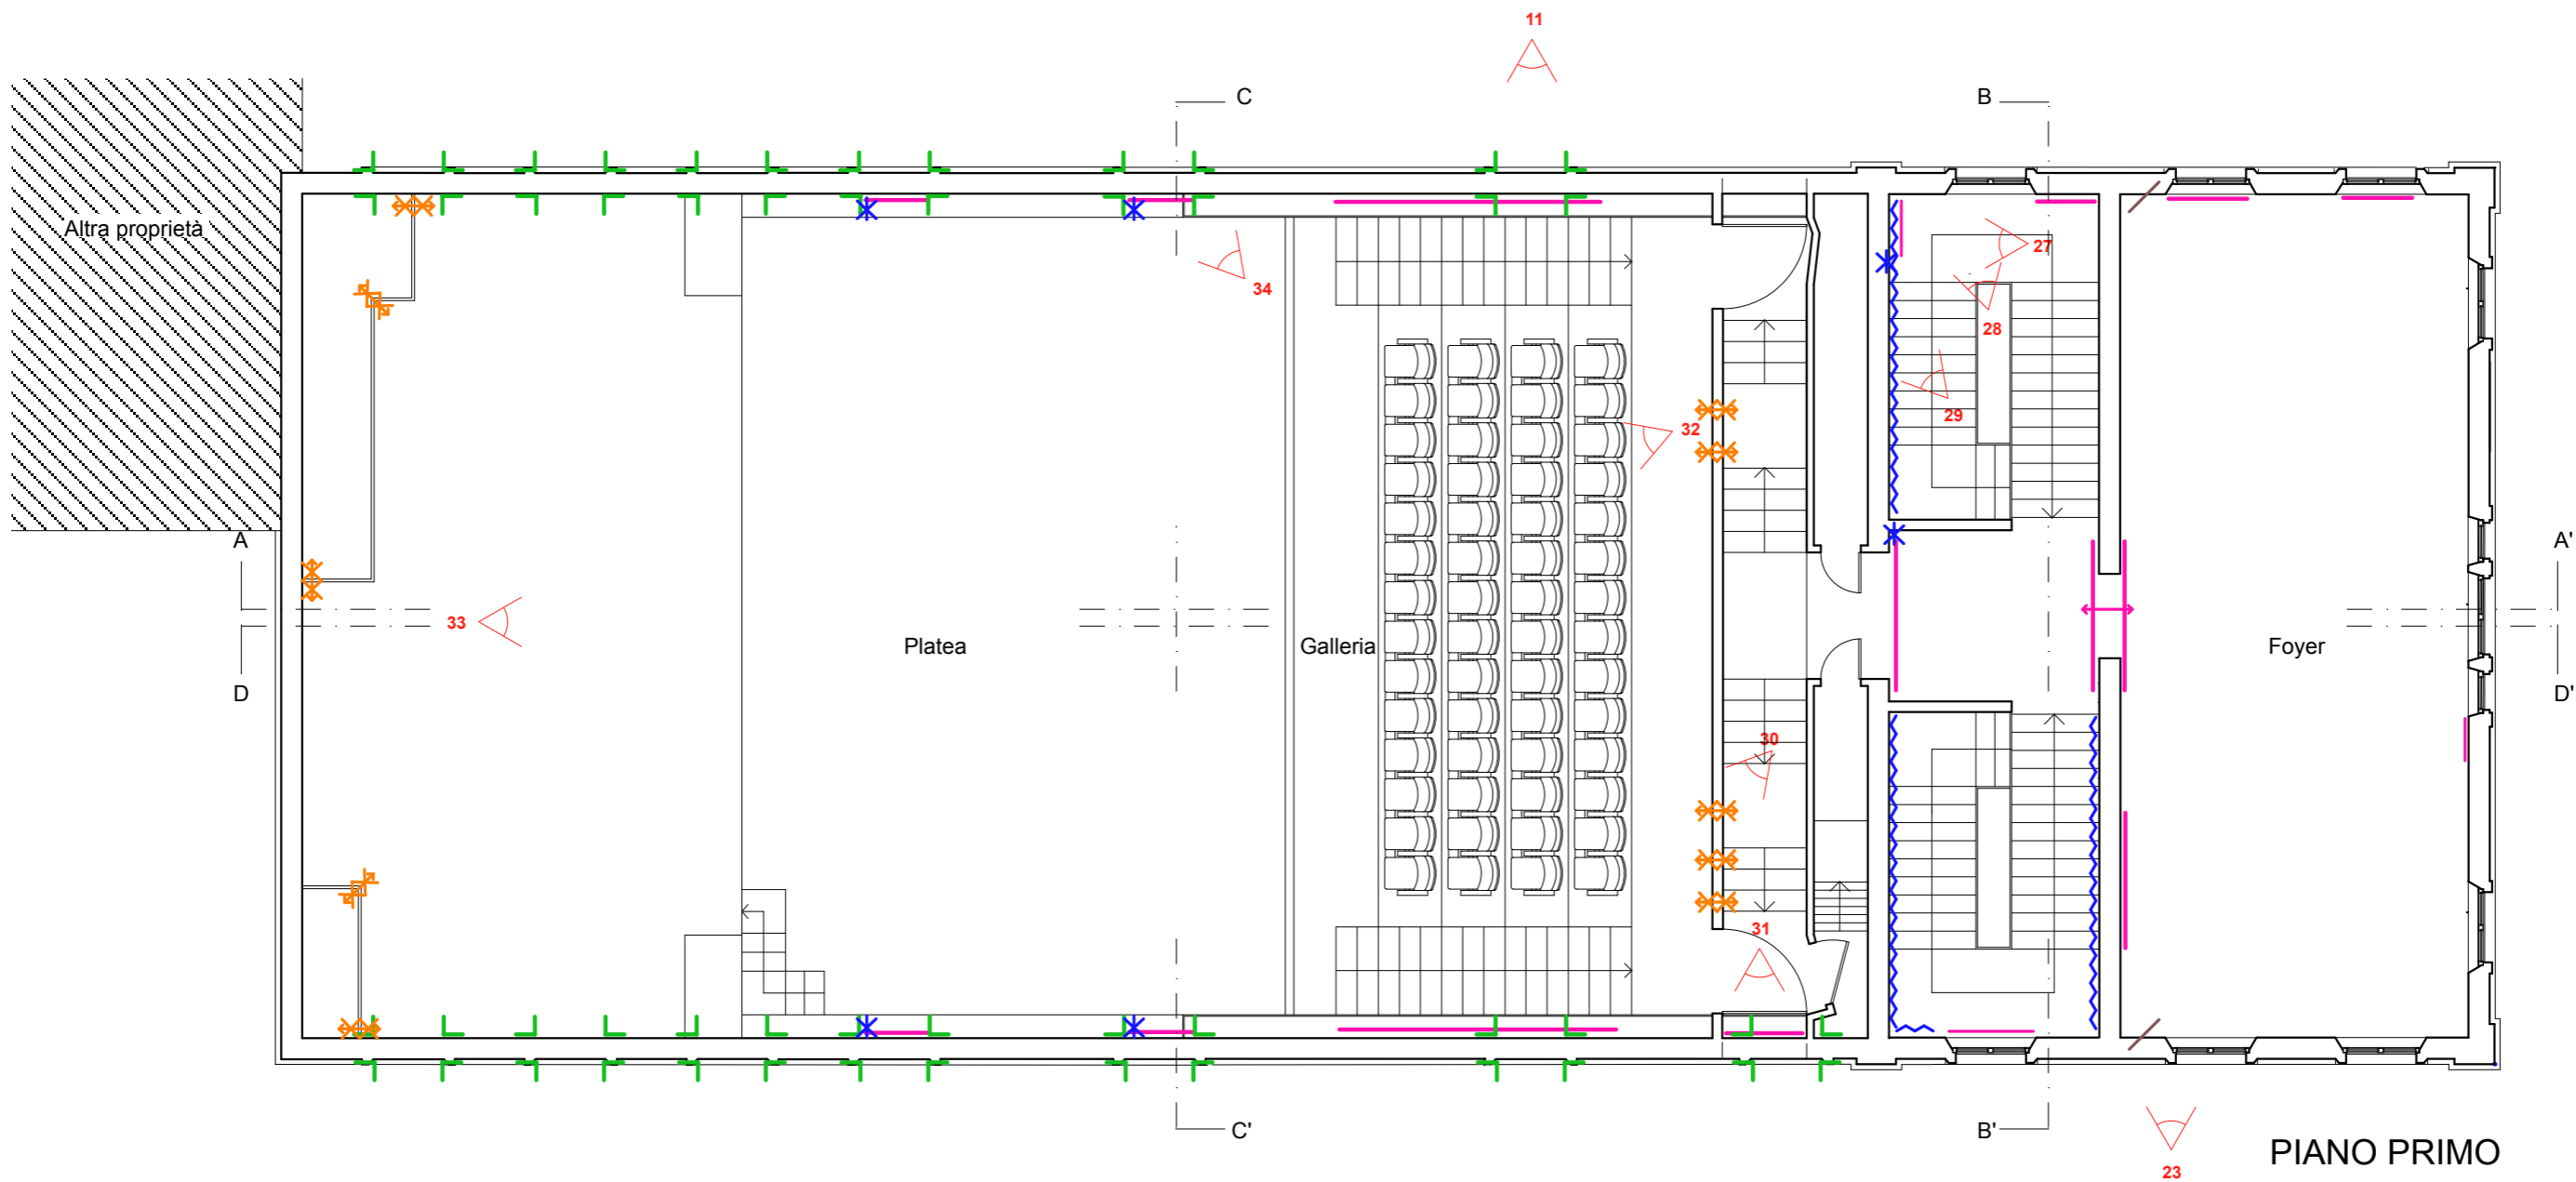 11
C
B
Altra proprietà
27
34
28
29
32
A
A'
33
Platea
Galleria
Foyer
D
D'
30
31
C'
B'
PIANO PRIMO
23